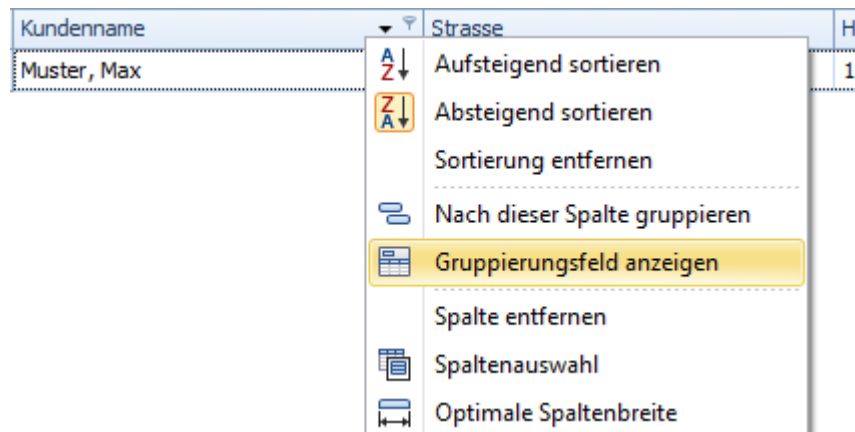 Kundenname Strasse H
Muster, Max 1
Aufsteigend sortieren
Absteigend sortieren
Sortierung entfernen
Nach dieser Spalte gruppieren
Gruppierungsfeld anzeigen
Spalte entfernen
Spaltenauswahl
Optimale Spaltenbreite